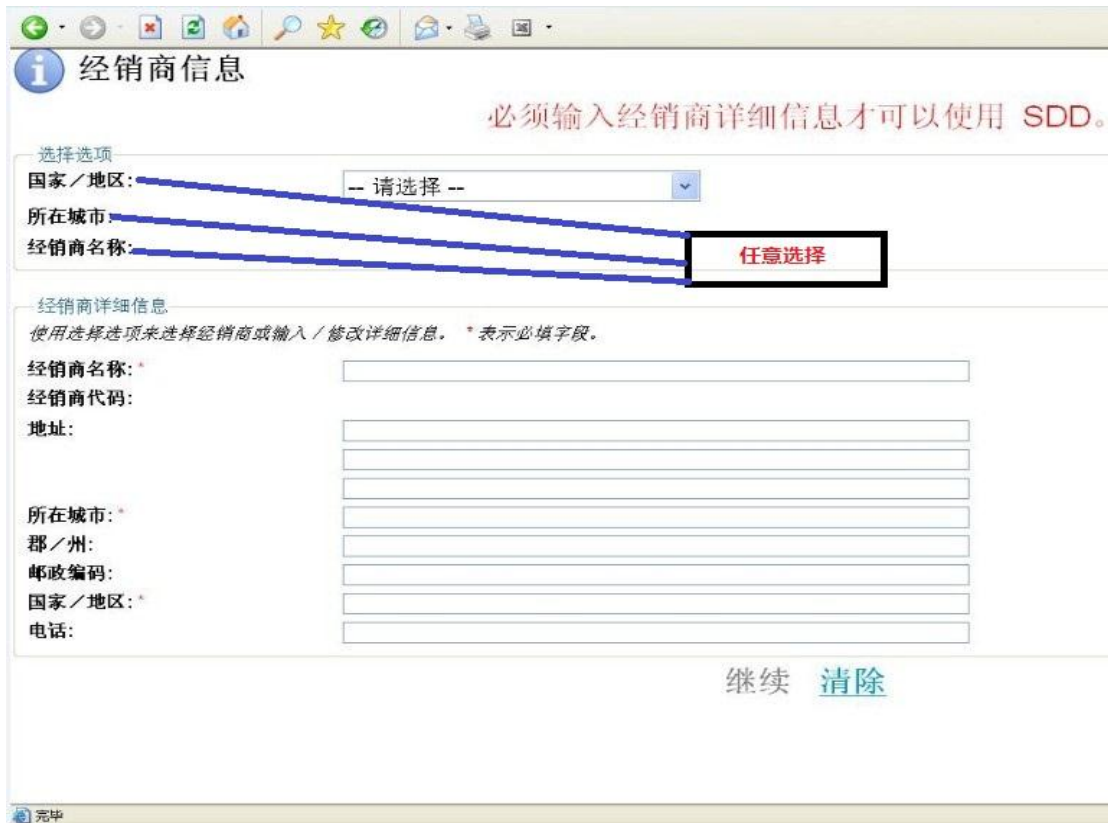 经销商信息
必须输入经销商详细信息才可以使用 SDD。
选择选项
国家／地区:
-- 请选择 --
所在城市:
经销商名称:
任意选择
经销商详细信息
使用选择选项来选择经销商或输入／修改详细信息。 *表示必填字段。
经销商名称:*
经销商代码:
地址:
所在城市:*
郡／州:
邮政编码:
国家／地区:*
电话:
继续 清除
完毕